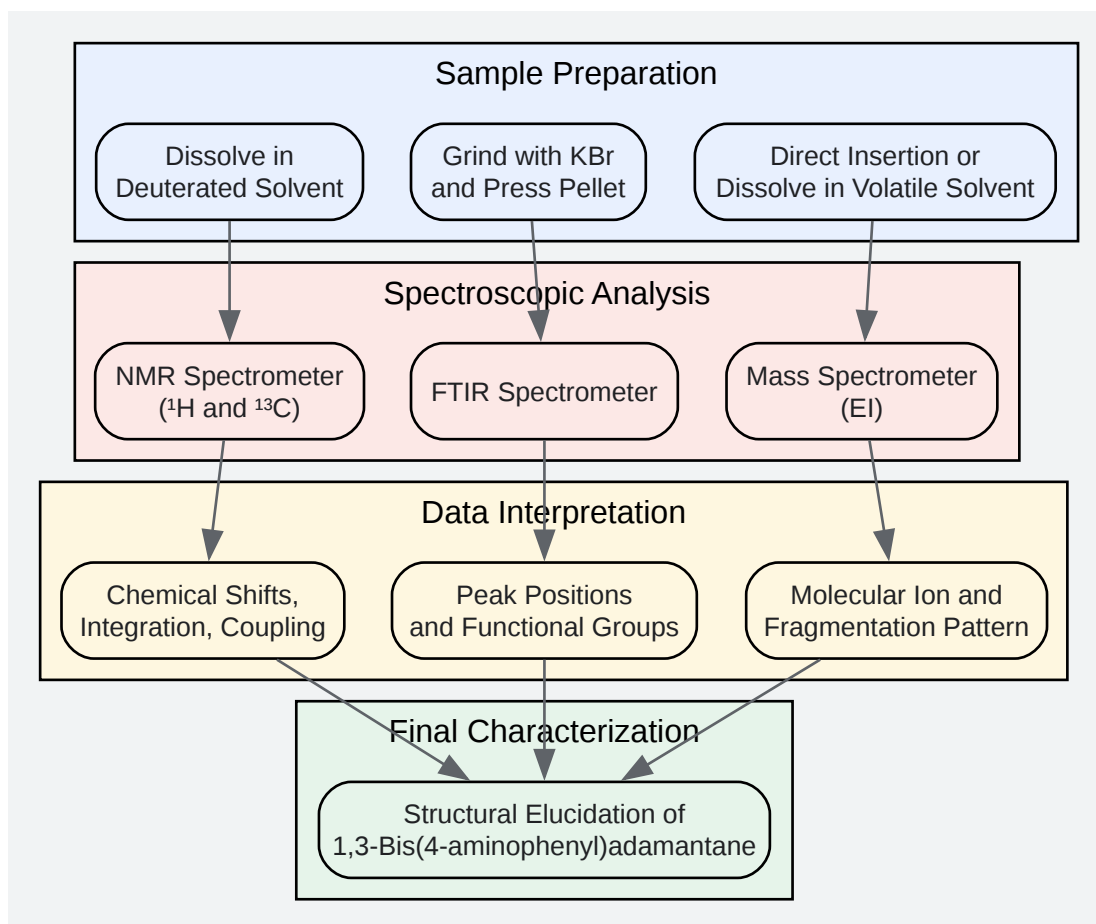 Sample Preparation
Dissolve in
Deuterated Solvent
Grind with KBr
and Press Pellet
Direct Insertion or
Dissolve in Volatile Solvent
Spectroscopic Analysis
NMR Spectrometer
(¹H and ¹³C)
FTIR Spectrometer
Mass Spectrometer
(EI)
Data Interpretation
Chemical Shifts,
Integration, Coupling
Peak Positions
and Functional Groups
Molecular Ion and
Fragmentation Pattern
Final Characterization
Structural Elucidation of
1,3-Bis(4-aminophenyl)adamantane